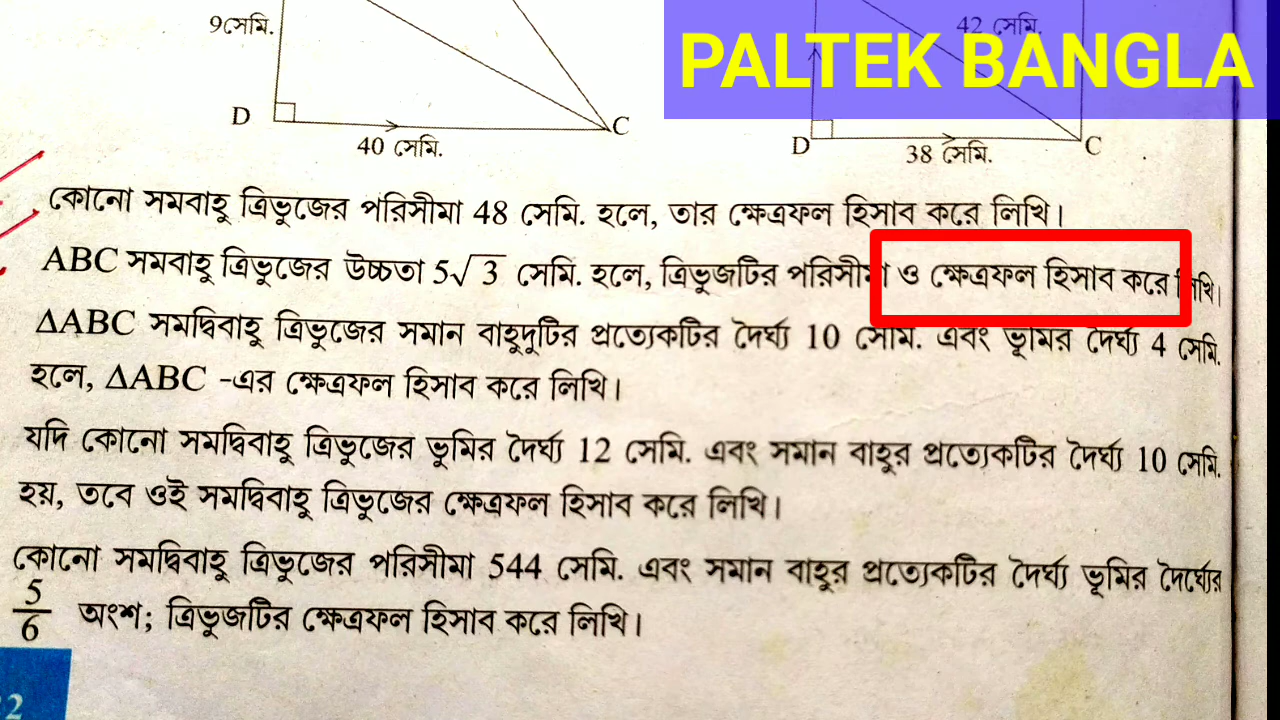 PALTEK BANGLA
9সেমি.
42 সেমি.
D
C
40 সেমি.
D
C
38 সেমি.
কোনো সমবাহু ত্রিভুজের পরিসীমা 48 সেমি. হলে, তার ক্ষেত্রফল হিসাব করে লিখি।
ABC সমবাহু ত্রিভুজের উচ্চতা 5√3 সেমি. হলে, ত্রিভুজটির পরিসীমা ও ক্ষেত্রফল হিসাব করে লিখি।
ΔABC সমদ্বিবাহু ত্রিভুজের সমান বাহুদুটির প্রত্যেকটির দৈর্ঘ্য 10 সেমি. এবং ভূমির দৈর্ঘ্য 4 সেমি.
হলে, ΔABC -এর ক্ষেত্রফল হিসাব করে লিখি।
যদি কোনো সমদ্বিবাহু ত্রিভুজের ভূমির দৈর্ঘ্য 12 সেমি. এবং সমান বাহুর প্রত্যেকটির দৈর্ঘ্য 10 সেমি.
হয়, তবে ওই সমদ্বিবাহু ত্রিভুজের ক্ষেত্রফল হিসাব করে লিখি।
কোনো সমদ্বিবাহু ত্রিভুজের পরিসীমা 544 সেমি. এবং সমান বাহুর প্রত্যেকটির দৈর্ঘ্য ভূমির দৈর্ঘ্যের
5/6 অংশ; ত্রিভুজটির ক্ষেত্রফল হিসাব করে লিখি।